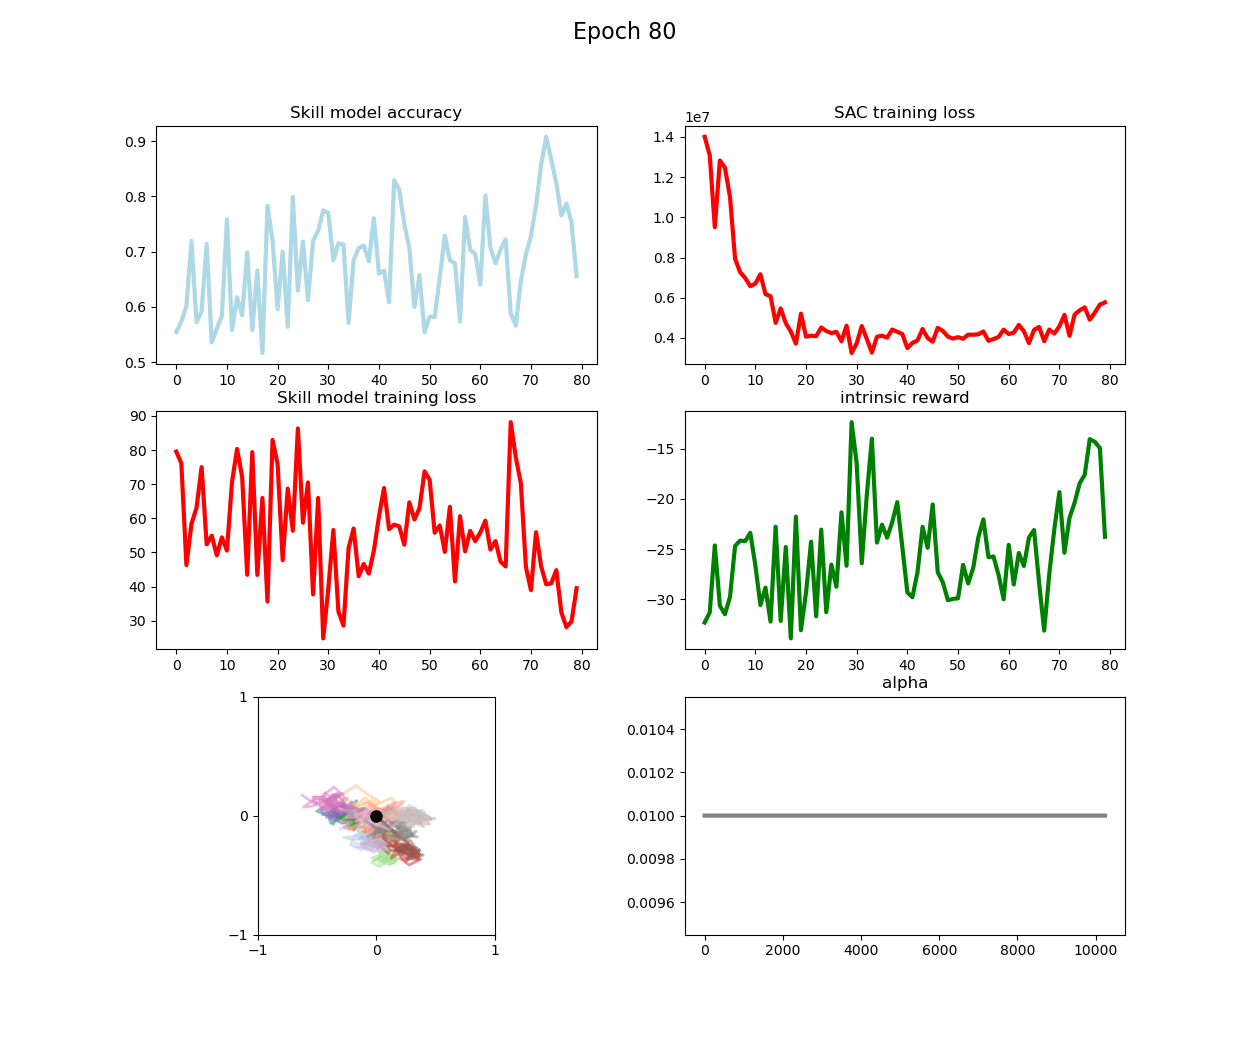 Epoch 80
Skill model accuracy
0.9
0.8
0.7
0.6
0.5
0 10 20 30 40 50 60 70 80
SAC training loss
1e7
1.4
1.2
1.0
0.8
0.6
0.4
0 10 20 30 40 50 60 70 80
Skill model training loss
90
80
70
60
50
40
30
0 10 20 30 40 50 60 70 80
intrinsic reward
−15
−20
−25
−30
0 10 20 30 40 50 60 70 80
1
0
−1
−1 0 1
alpha
0.0104
0.0102
0.0100
0.0098
0.0096
0 2000 4000 6000 8000 10000